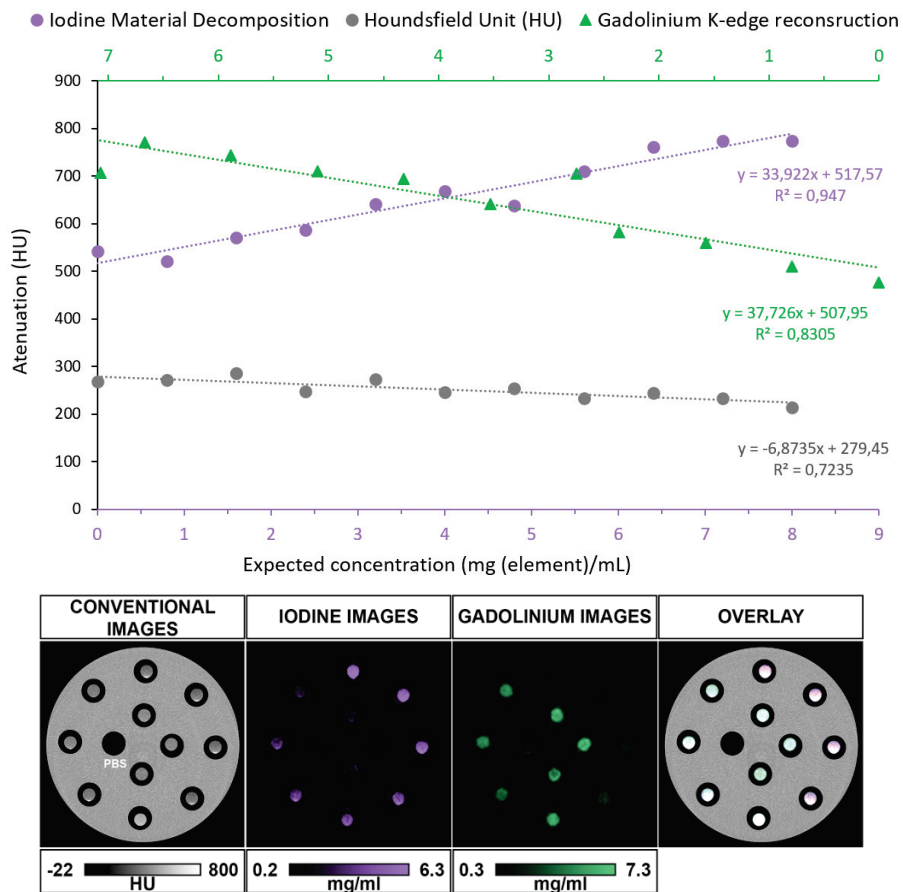 Iodine Material Decomposition Houndsfield Unit (HU) Gadolinium K-edge reconsruction
7 6 5 4 3 2 1 0
900
800
700
600
500
400
300
200
100
0
Atenuation (HU)
y = 33,922x + 517,57
R² = 0,947
y = 37,726x + 507,95
R² = 0,8305
y = -6,8735x + 279,45
R² = 0,7235
0 1 2 3 4 5 6 7 8 9
Expected concentration (mg (element)/mL)
CONVENTIONAL
IMAGES
IODINE IMAGES
GADOLINIUM IMAGES
OVERLAY
PBS
-22 800
HU
0.2 6.3
mg/ml
0.3 7.3
mg/ml